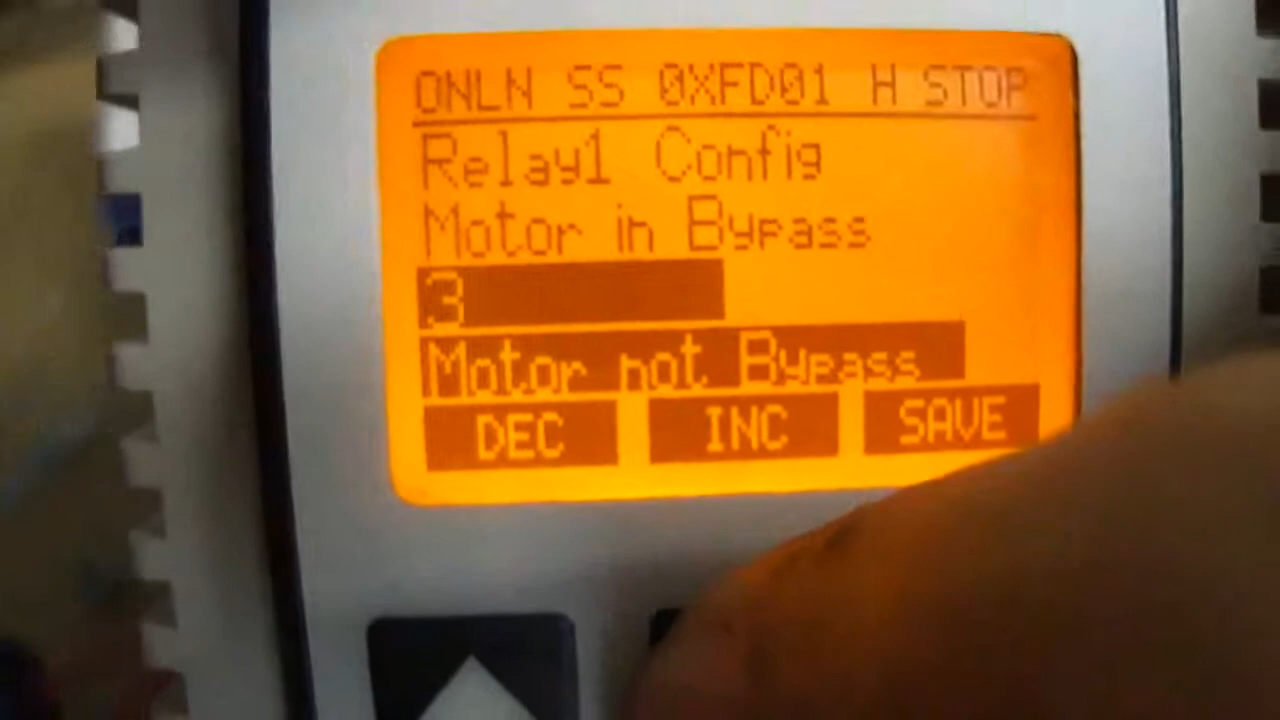 ONLN SS 0XFD01 H STOP
Relay1 Config
Motor in Bypass
3
Motor not Bypass
DEC INC SAVE